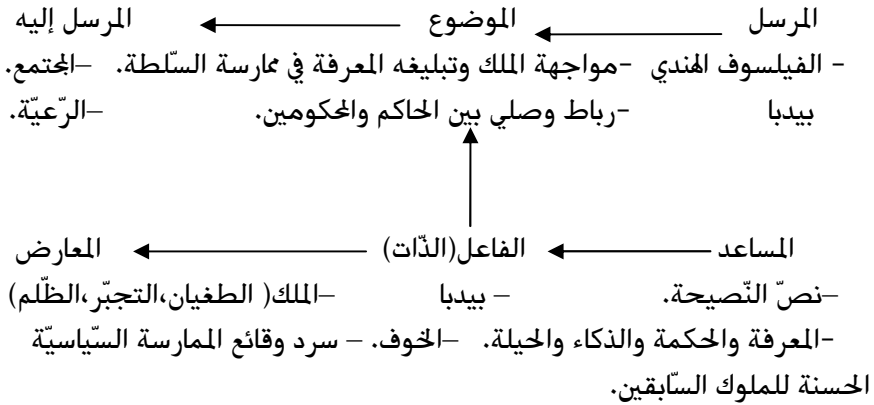 المرسل الموضوع المرسل إليه
- الفيلسوف الهندي -مواجهة الملك وتبليغه المعرفة في ممارسة السّلطة. –المجتمع.
بيدبا -رباط وصلي بين الحاكم والمحكومين. –الرّعيّة.
المساعد الفاعل(الذّات) المعارض
–نصّ النّصيحة. – بيدبا –الملك( الطغيان،التجبّر،الظّلم)
-المعرفة والحكمة والذكاء والحيلة. –الخوف. – سرد وقائع الممارسة السّياسيّة
الحسنة للملوك السّابقين.